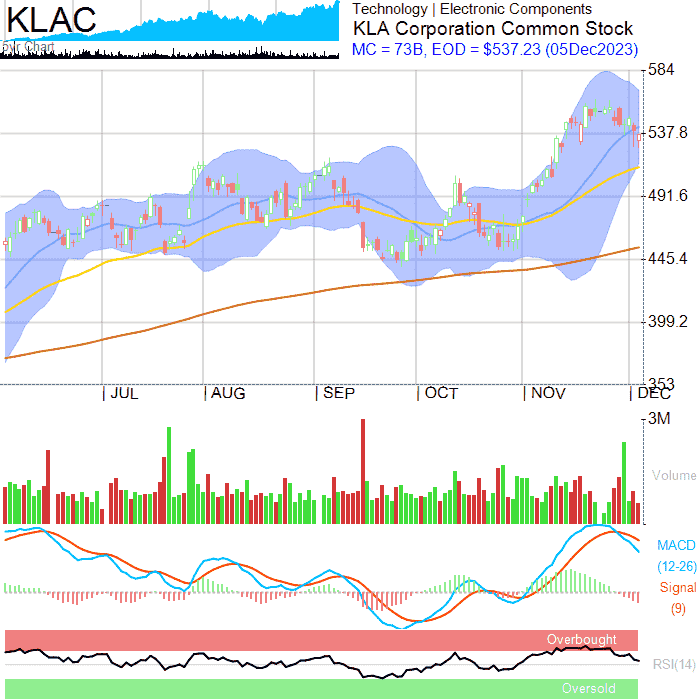 KLAC
Technology | Electronic Components
KLA Corporation Common Stock
MC = 73B, EOD = $537.23 (05Dec2023)
Chart
584
537.8
491.6
445.4
399.2
353
| JUL | AUG | SEP | OCT | NOV | DEC
3M
Volume
MACD
(12-26)
Signal
(9)
Overbought
RSI(14)
Oversold